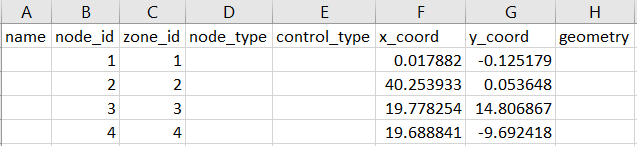 A B C D E F G H
name node_id zone_id node_type control_type x_coord y_coord geometry
1 1 0.017882 -0.125179
2 2 40.253933 0.053648
3 3 19.778254 14.806867
4 4 19.688841 -9.692418